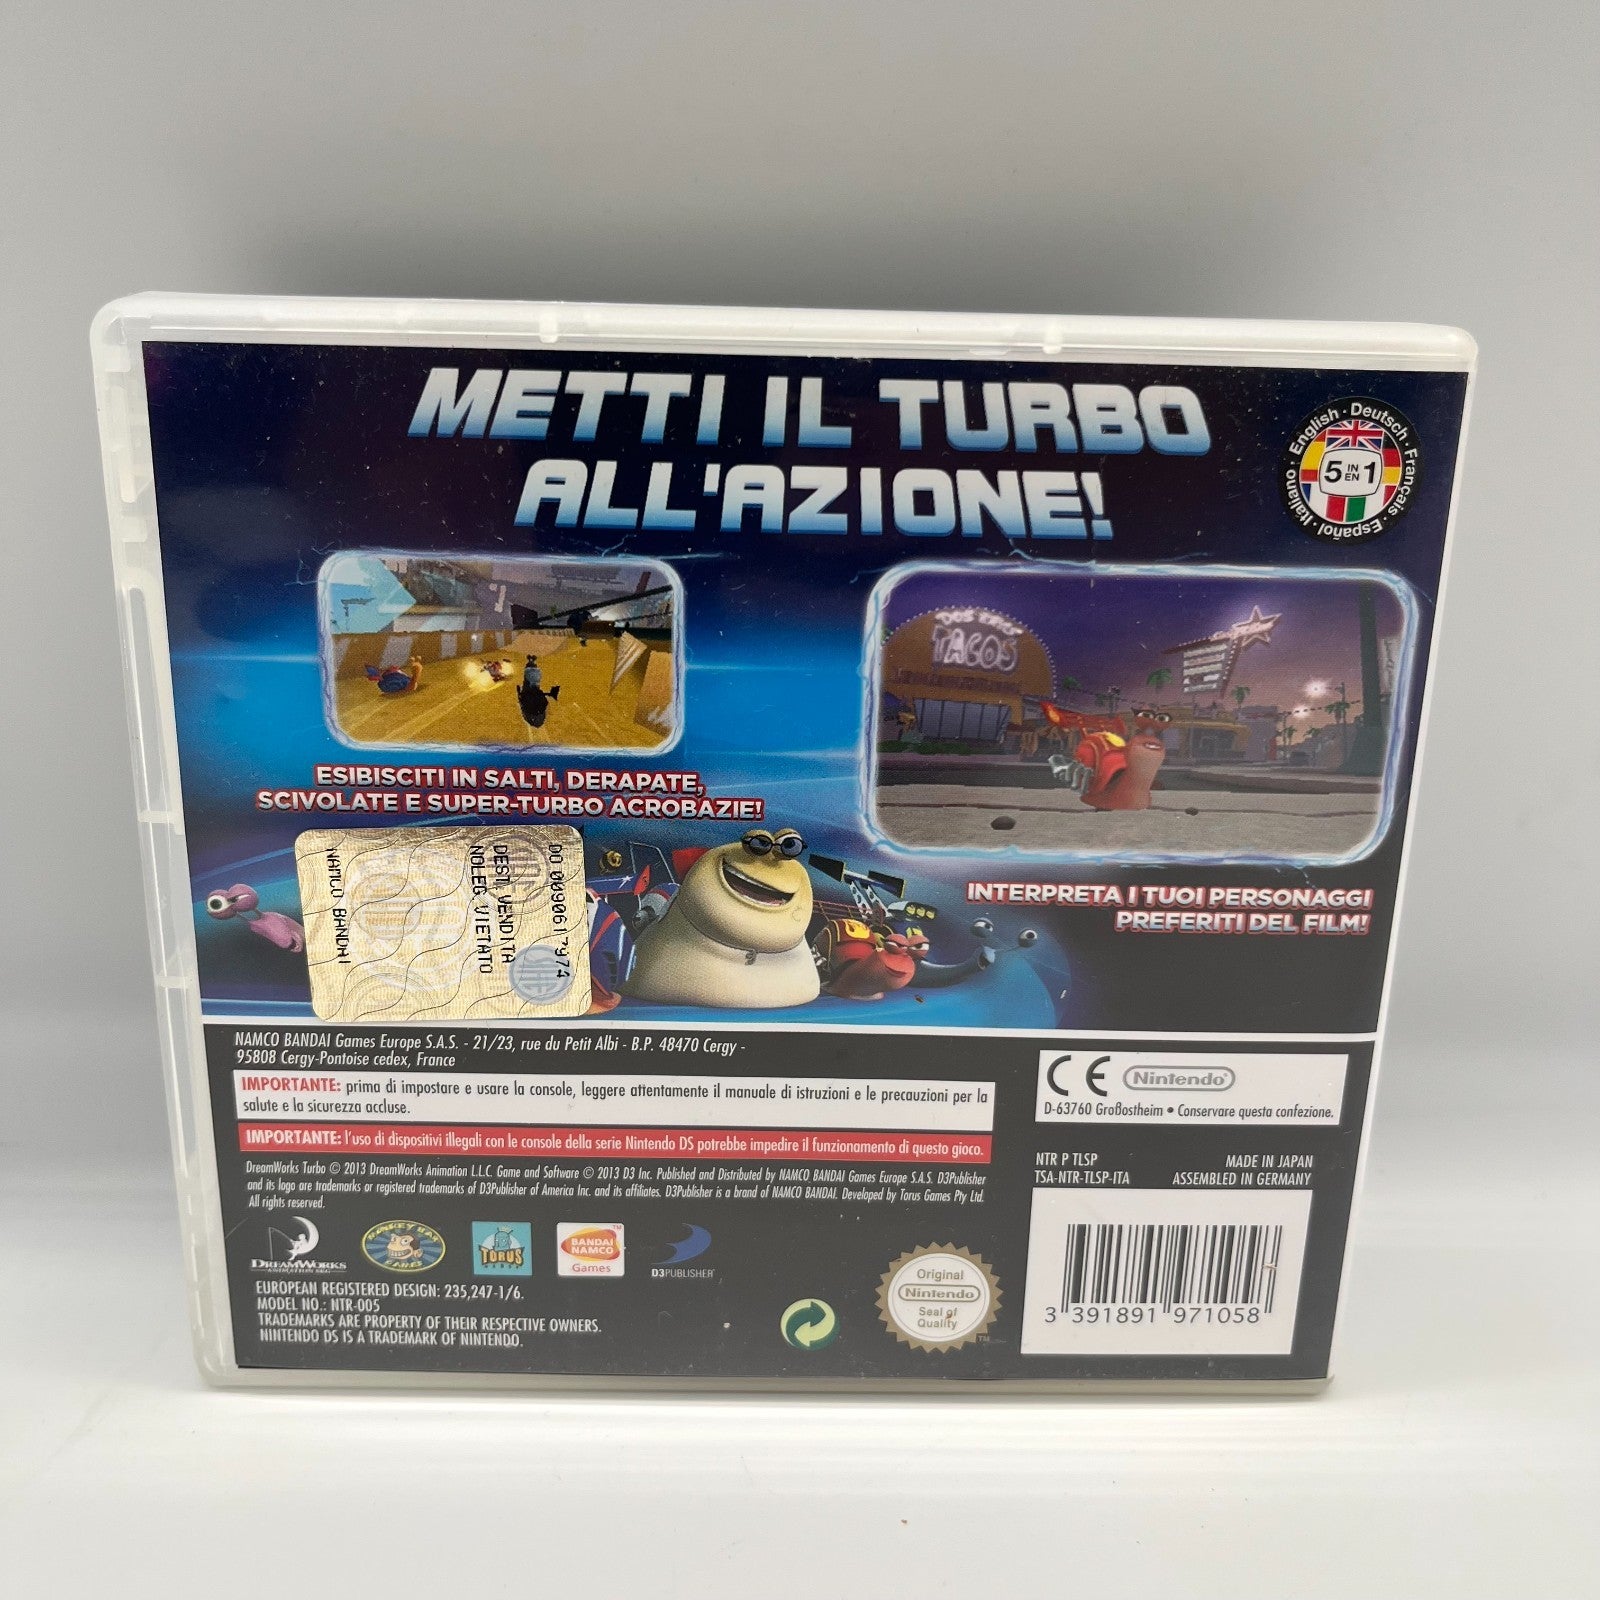 METTI IL TURBO
ALL'AZIONE!
English · Deutsch · Français · Español · Italiano
5 IN EN 1
DOS BROS
TACOS
ESIBISCITI IN SALTI, DERAPATE,
SCIVOLATE E SUPER-TURBO ACROBAZIE!
INTERPRETA I TUOI PERSONAGGI
PREFERITI DEL FILM!
DEST. VENDITA
NOLEG VIETATO
NAMCO BANDAI
SIAE
NAMCO BANDAI Games Europe S.A.S. - 21/23, rue du Petit Albi - B.P. 48470 Cergy -
95808 Cergy-Pontoise cedex, France
IMPORTANTE: prima di impostare e usare la console, leggere attentamente il manuale di istruzioni e le precauzioni per la
salute e la sicurezza accluse.
IMPORTANTE: l'uso di dispositivi illegali con le console della serie Nintendo DS potrebbe impedire il funzionamento di questo gioco.
DreamWorks Turbo © 2013 DreamWorks Animation L.L.C. Game and Software © 2013 D3 Inc. Published and Distributed by NAMCO BANDAI Games Europe S.A.S. D3Publisher
and its logo are trademarks or registered trademarks of D3Publisher of America Inc. and its affiliates. D3Publisher is a brand of NAMCO BANDAI. Developed by Torus Games Pty Ltd.
All rights reserved.
CE Nintendo®
D-63760 Großostheim • Conservare questa confezione.
NTR P TLSP
TSA-NTR-TLSP-ITA
MADE IN JAPAN
ASSEMBLED IN GERMANY
DREAMWORKS
ANIMATION SKG
MONKEY BAR
GAMES
TORUS
GAMES
BANDAI
NAMCO
Games
TM
D3PUBLISHER
EUROPEAN REGISTERED DESIGN: 235,247-1/6.
MODEL NO.: NTR-005
TRADEMARKS ARE PROPERTY OF THEIR RESPECTIVE OWNERS.
NINTENDO DS IS A TRADEMARK OF NINTENDO.
Original
Nintendo
Seal of
Quality
TM
3 391891 971058